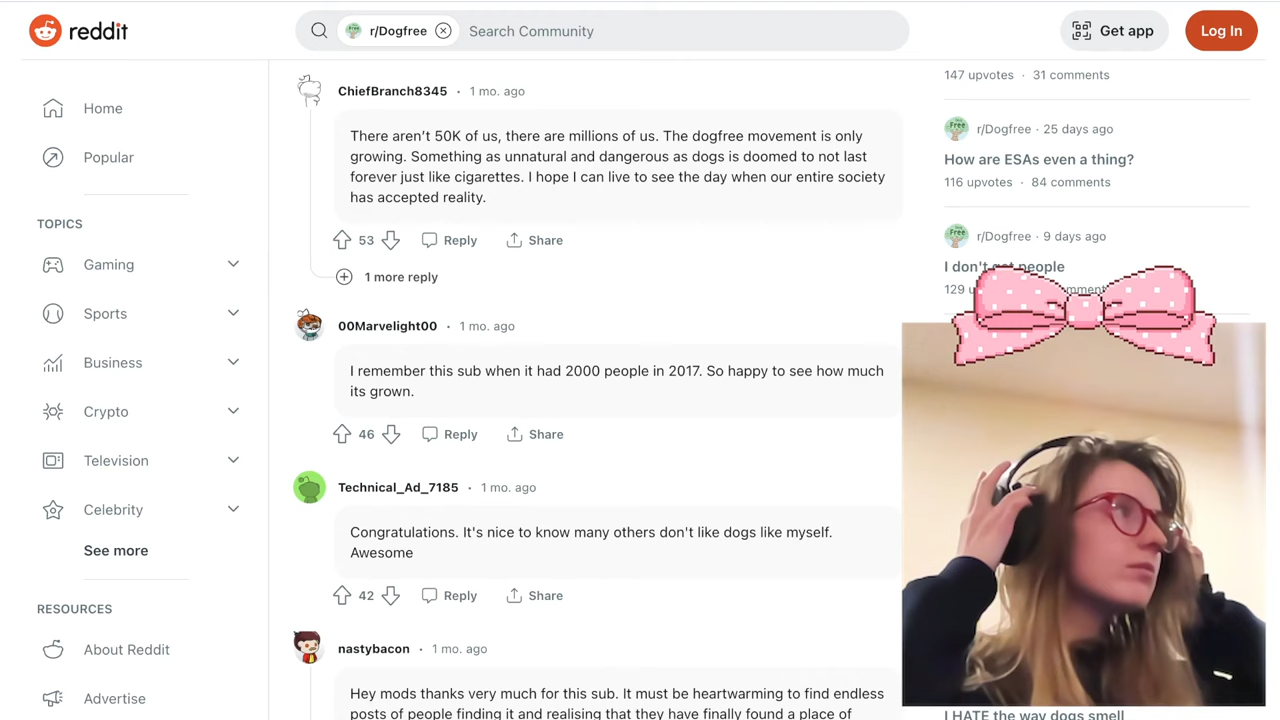 reddit
r/Dogfree
Search Community
Get app
Log In
Home
Popular
TOPICS
Gaming
Sports
Business
Crypto
Television
Celebrity
See more
RESOURCES
About Reddit
Advertise
ChiefBranch8345 • 1 mo. ago
There aren't 50K of us, there are millions of us. The dogfree movement is only
growing. Something as unnatural and dangerous as dogs is doomed to not last
forever just like cigarettes. I hope I can live to see the day when our entire society
has accepted reality.
53 Reply Share
1 more reply
00Marvelight00 • 1 mo. ago
I remember this sub when it had 2000 people in 2017. So happy to see how much
its grown.
46 Reply Share
Technical_Ad_7185 • 1 mo. ago
Congratulations. It's nice to know many others don't like dogs like myself.
Awesome
42 Reply Share
nastybacon • 1 mo. ago
Hey mods thanks very much for this sub. It must be heartwarming to find endless
posts of people finding it and realising that they have finally found a place of
147 upvotes · 31 comments
Free
r/Dogfree · 25 days ago
How are ESAs even a thing?
116 upvotes · 84 comments
Free
r/Dogfree · 9 days ago
I don't get people
129
I HATE the way dogs smell